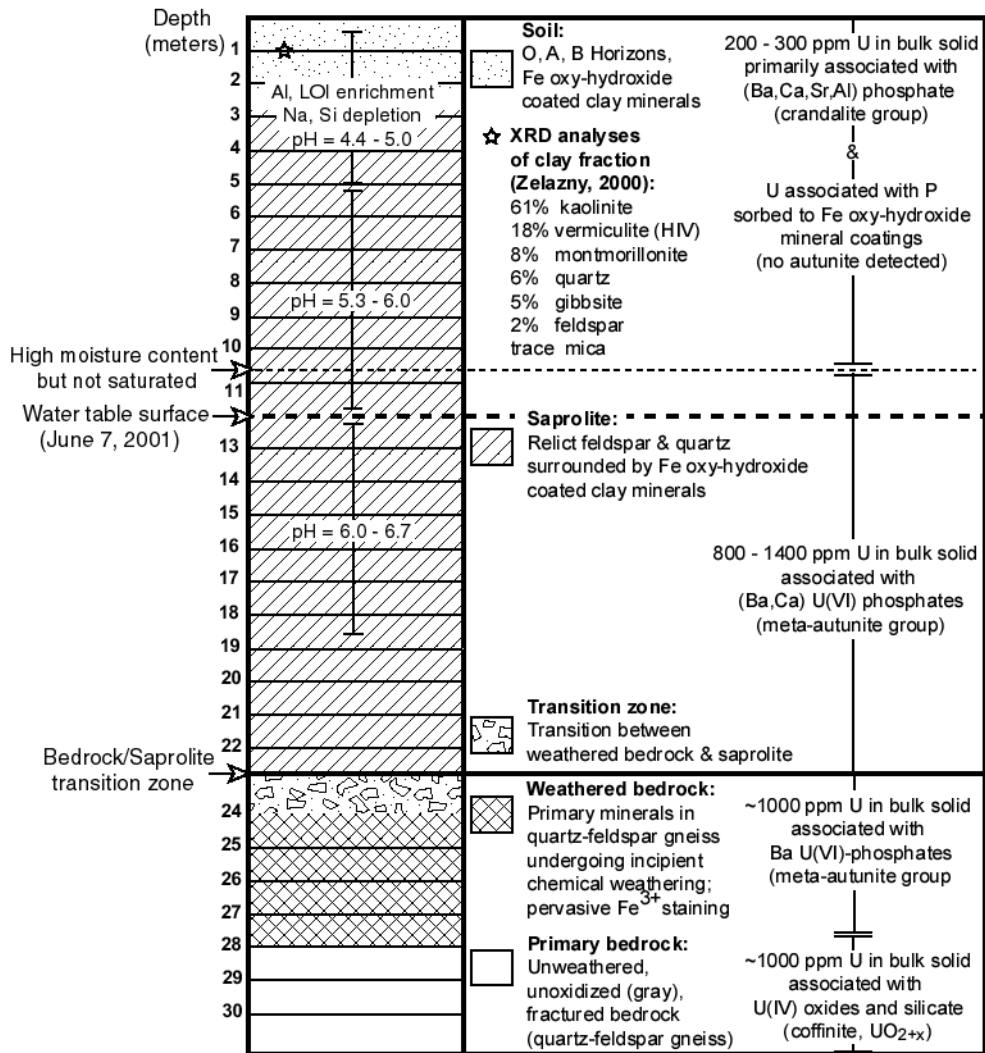 Depth
(meters)
1
2
3
4
5
6
7
8
9
10
11
13
14
15
16
17
18
19
20
21
22
24
25
26
27
28
29
30
High moisture content
but not saturated
Water table surface
(June 7, 2001)
Bedrock/Saprolite
transition zone
Al, LOI enrichment
Na, Si depletion
pH = 4.4 - 5.0
pH = 5.3 - 6.0
pH = 6.0 - 6.7
Soil:
O, A, B Horizons,
Fe oxy-hydroxide
coated clay minerals
XRD analyses
of clay fraction
(Zelazny, 2000):
61% kaolinite
18% vermiculite (HIV)
8% montmorillonite
6% quartz
5% gibbsite
2% feldspar
trace mica
Saprolite:
Relict feldspar & quartz
surrounded by Fe oxy-hydroxide
coated clay minerals
Transition zone:
Transition between
weathered bedrock & saprolite
Weathered bedrock:
Primary minerals in
quartz-feldspar gneiss
undergoing incipient
chemical weathering;
pervasive Fe3+ staining
Primary bedrock:
Unweathered,
unoxidized (gray),
fractured bedrock
(quartz-feldspar gneiss)
200 - 300 ppm U in bulk solid
primarily associated with
(Ba,Ca,Sr,Al) phosphate
(crandalite group)
&
U associated with P
sorbed to Fe oxy-hydroxide
mineral coatings
(no autunite detected)
800 - 1400 ppm U in bulk solid
associated with
(Ba,Ca) U(VI) phosphates
(meta-autunite group)
~1000 ppm U in bulk solid
associated with
Ba U(VI)-phosphates
(meta-autunite group
~1000 ppm U in bulk solid
associated with
U(IV) oxides and silicate
(coffinite, UO2+x)